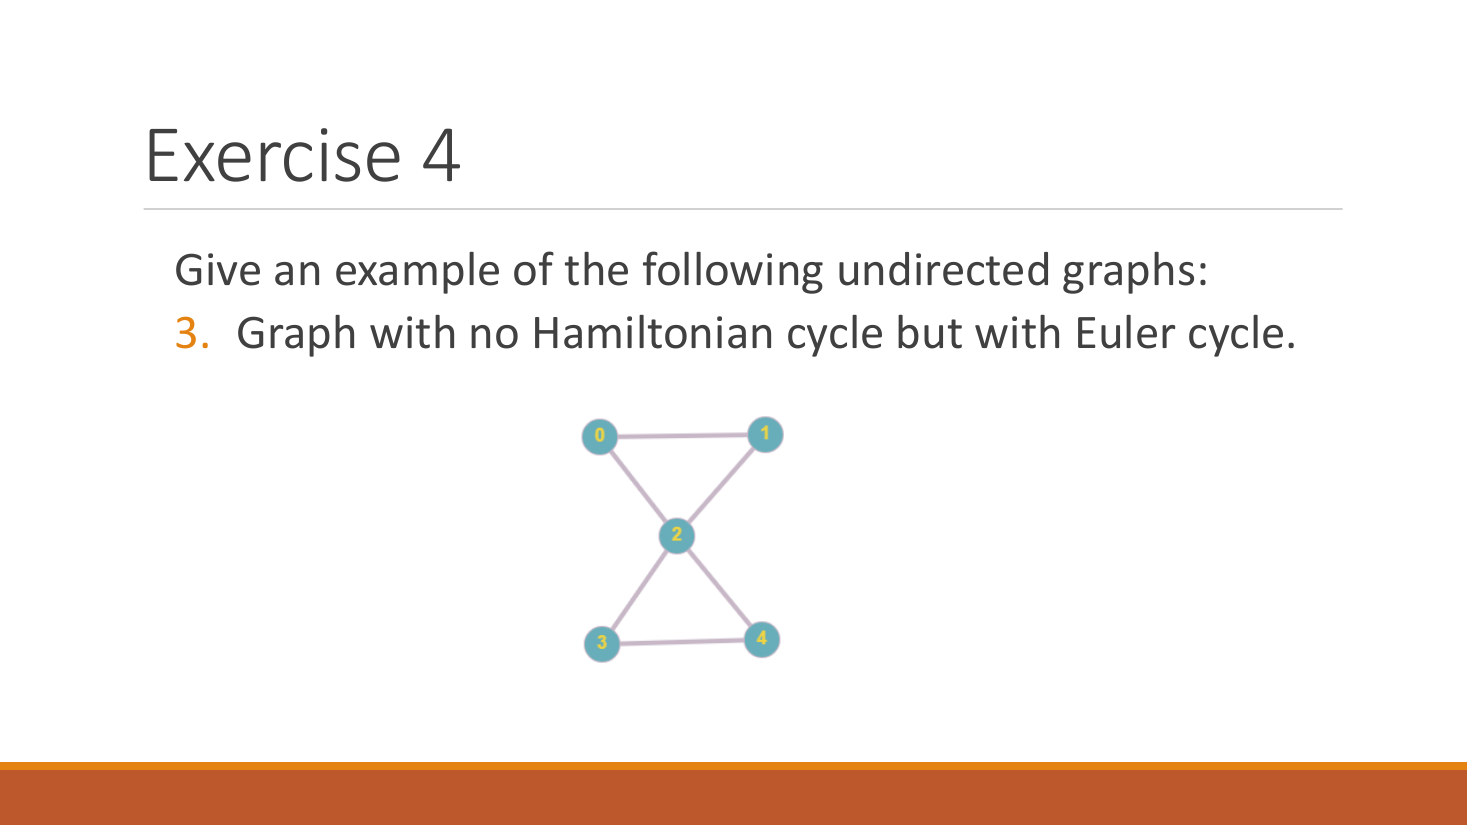 Exercise 4
Give an example of the following undirected graphs:
3. Graph with no Hamiltonian cycle but with Euler cycle.
0 1
2
3 4